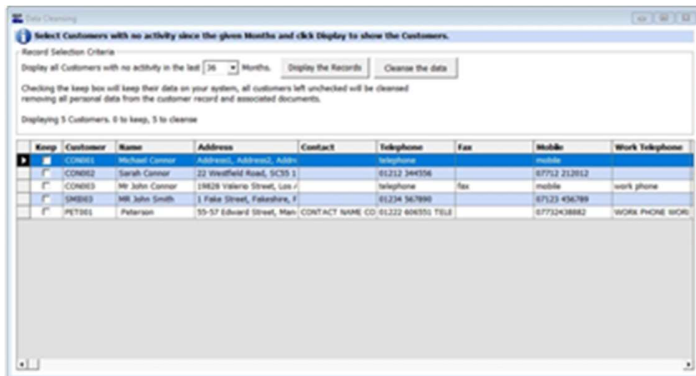 Data Cleansing
Select Customers with no activity since the given Months and click Display to show the Customers.
Record Selection Criteria
Display all Customers with no actitvity in the last 36 Months. Display the Records Cleanse the data
Checking the keep box will keep their data on your system, all customers left unchecked will be cleansed
removing all personal data from the customer record and associated documents.
Displaying 5 Customers. 0 to keep, 5 to cleanse
Keep Customer Name Address Contact Telephone Fax Mobile Work Telephone
CON001 Michael Connor Address1, Address2, Addre telephone mobile
CON002 Sarah Connor 22 Westfield Road, SC55 1 01212 344556 07712 212012
CON003 Mr John Connor 19828 Valerio Street, Los telephone fax mobile work phone
SMI003 MR John Smith 1 Fake Street, Fakeshire, F 01234 567890 07123 456789
PET001 Peterson 55-57 Edward Street, Man CONTACT NAME CO 01222 606551 TELE 07732438882 WORK PHONE WOR